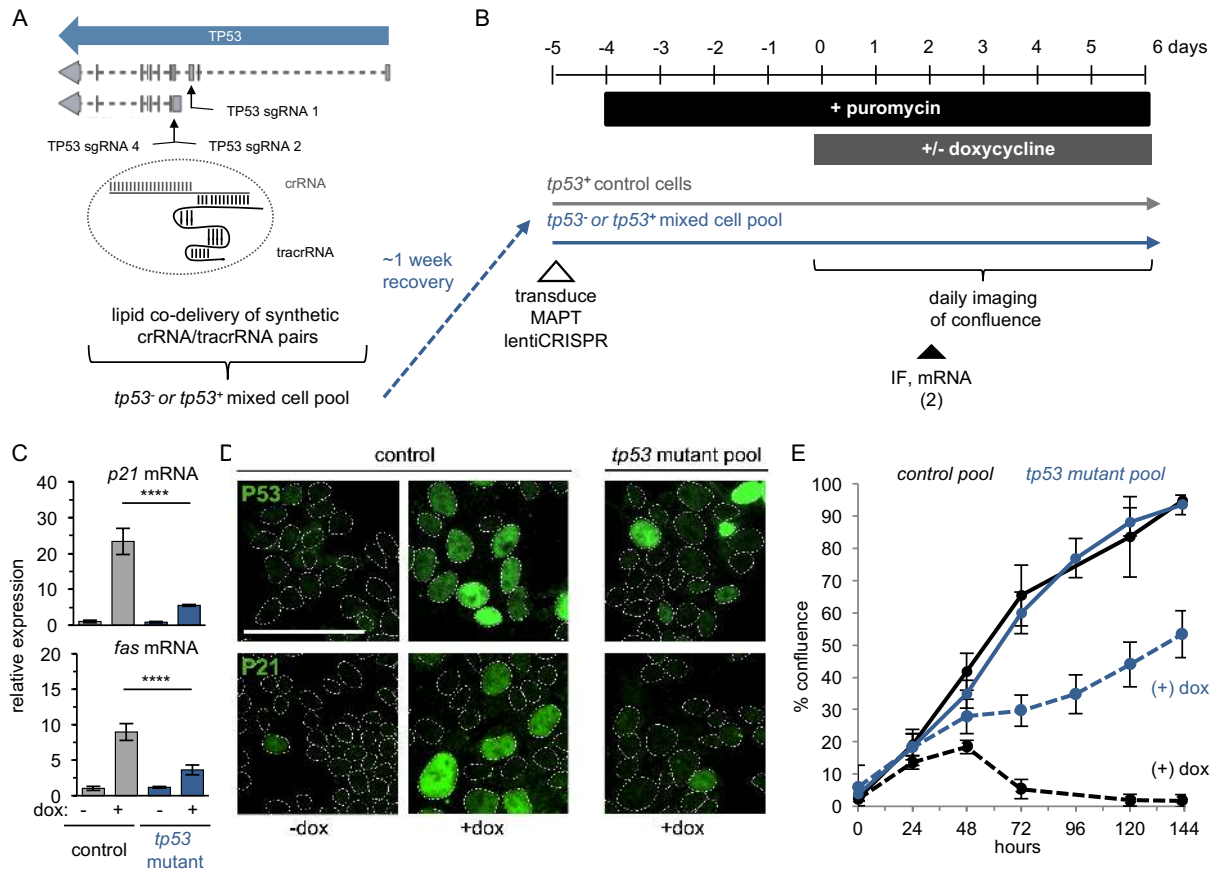 A
TP53
TP53 sgRNA 1
TP53 sgRNA 4
TP53 sgRNA 2
crRNA
tracrRNA
lipid co-delivery of synthetic
crRNA/tracrRNA pairs
tp53- or tp53+ mixed cell pool
~1 week
recovery
B
-5 -4 -3 -2 -1 0 1 2 3 4 5 6 days
+ puromycin
+/- doxycycline
tp53+ control cells
tp53- or tp53+ mixed cell pool
transduce
MAPT
lentiCRISPR
daily imaging
of confluence
IF, mRNA
(2)
C
p21 mRNA
****
40
30
20
10
0
relative expression
fas mRNA
****
20
15
10
5
0
dox: - + - +
control
tp53
mutant
D
control
tp53 mutant pool
P53
P21
-dox
+dox
+dox
E
control pool
tp53 mutant pool
100
90
80
70
60
50
40
30
20
10
0
% confluence
(+) dox
(+) dox
0 24 48 72 96 120 144
hours